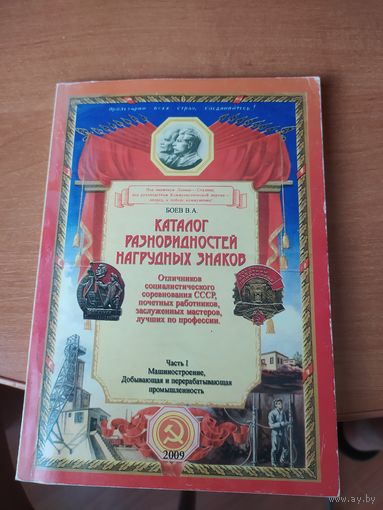 Пролетарии всех стран, соединяйтесь!
Под знаменем Ленина - Сталина,
под руководством Коммунистической партии -
вперед, к победе коммунизма!
БОЕВ В.А.
КАТАЛОГ
РАЗНОВИДНОСТЕЙ
НАГРУДНЫХ ЗНАКОВ
Отличников
социалистического
соревнования СССР,
почетных работников,
заслуженных мастеров,
лучших по профессии.
Часть I
Машиностроение,
Добывающая и перерабатывающая
промышленность
2009
av.by